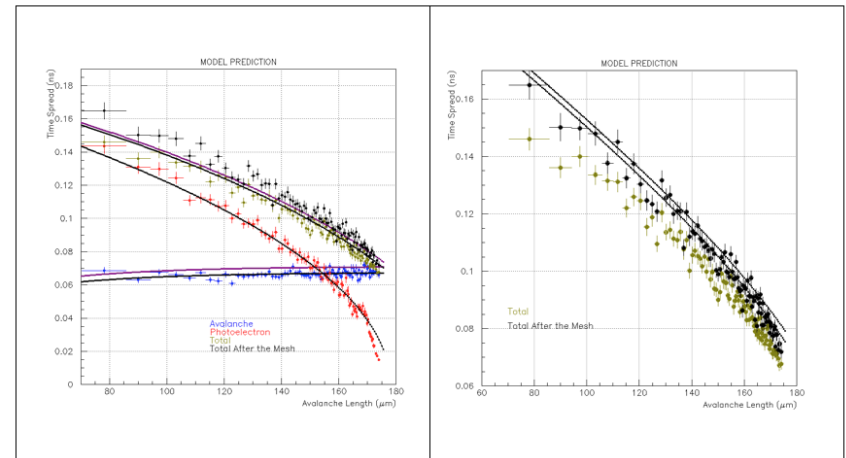 MODEL PREDICTION
Time Spread (ns)
0.18
0.16
0.14
0.12
0.1
0.08
0.06
0.04
0.02
0
Avalanche
Photoelectron
Total
Total After the Mesh
80
100
120
140
160
180
Avalanche Length (μm)
MODEL PREDICTION
Time Spread (ns)
0.16
0.14
0.12
0.1
0.08
0.06
Total
Total After the Mesh
60
80
100
120
140
160
180
Avalanche Length (μm)